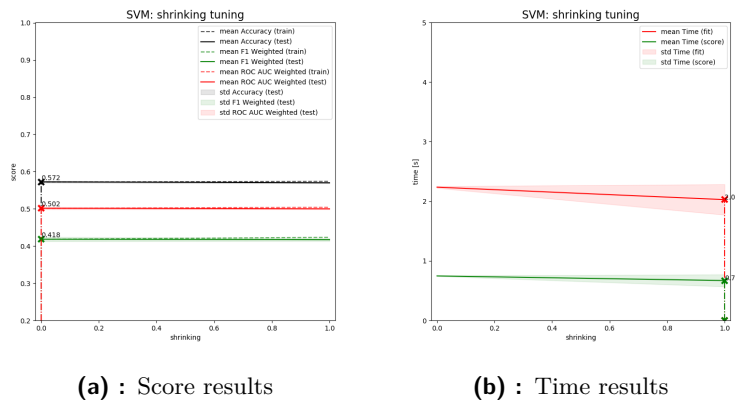 SVM: shrinking tuning
1.0
0.9
0.8
0.7
0.6
0.5
0.4
0.3
0.2
score
mean Accuracy (train)
mean Accuracy (test)
mean F1 Weighted (train)
mean F1 Weighted (test)
mean ROC AUC Weighted (train)
mean ROC AUC Weighted (test)
std Accuracy (test)
std F1 Weighted (test)
std ROC AUC Weighted (test)
0.572
0.502
0.418
0.0 0.2 0.4 0.6 0.8 1.0
shrinking
(a) : Score results
SVM: shrinking tuning
5
4
3
2
1
0
time [s]
mean Time (fit)
mean Time (score)
std Time (fit)
std Time (score)
2.0
0.7
0.0 0.2 0.4 0.6 0.8 1.0
shrinking
(b) : Time results